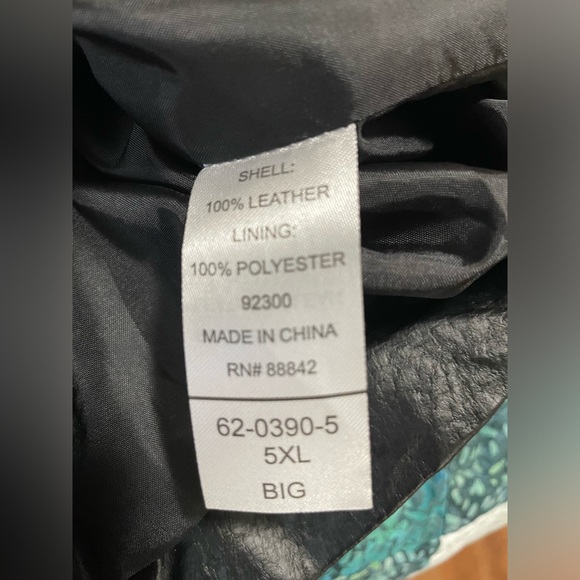 SHELL:
100% LEATHER
LINING:
100% POLYESTER
92300
MADE IN CHINA
RN# 88842
62-0390-5
5XL
BIG